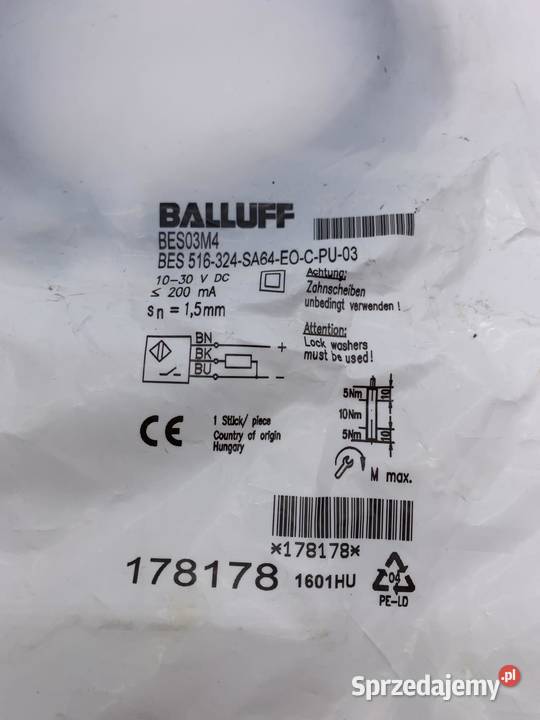 BALLUFF
BES03M4
BES 516-324-SA64-EO-C-PU-03
10-30 V DC
≤ 200 mA
sn = 1,5mm
Achtung:
Zahnscheiben
unbedingt verwenden !
Attention:
Lock washers
must be used!
BN +
BK
BU −
5Nm 10
10Nm
5Nm 10
M max.
CE
1 Stück/ piece
Country of origin
Hungary
*178178*
178178 1601HU
04
PE-LD
Sprzedajemy.pl